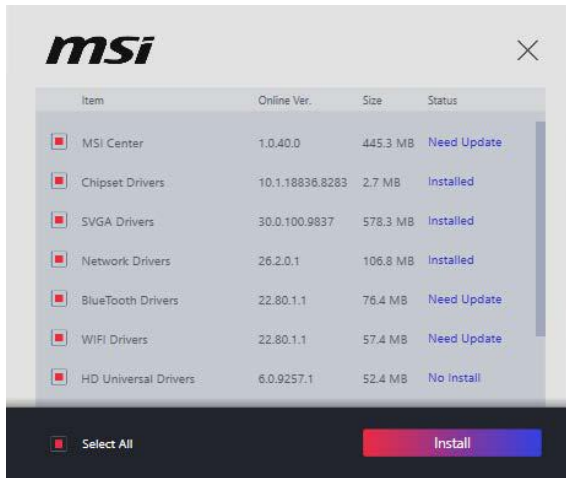 msi
Item Online Ver. Size Status
MSI Center 1.0.40.0 445.3 MB Need Update
Chipset Drivers 10.1.18836.8283 2.7 MB Installed
SVGA Drivers 30.0.100.9837 578.3 MB Installed
Network Drivers 26.2.0.1 106.8 MB Installed
BlueTooth Drivers 22.80.1.1 76.4 MB Need Update
WIFI Drivers 22.80.1.1 57.4 MB Need Update
HD Universal Drivers 6.0.9257.1 52.4 MB No Install
Select All Install